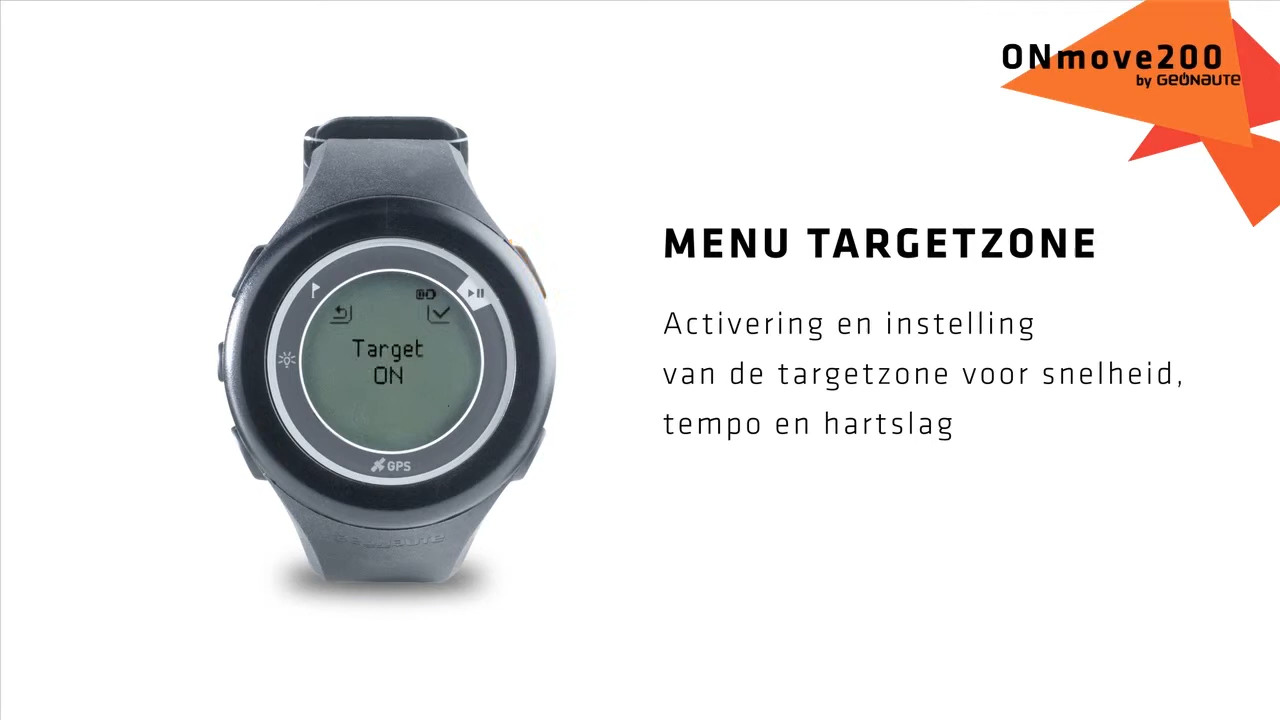 ONmove200
by GEONAUTE
MENU TARGETZONE
Activering en instelling
van de targetzone voor snelheid,
tempo en hartslag
Target
ON
GPS
GEONAUTE